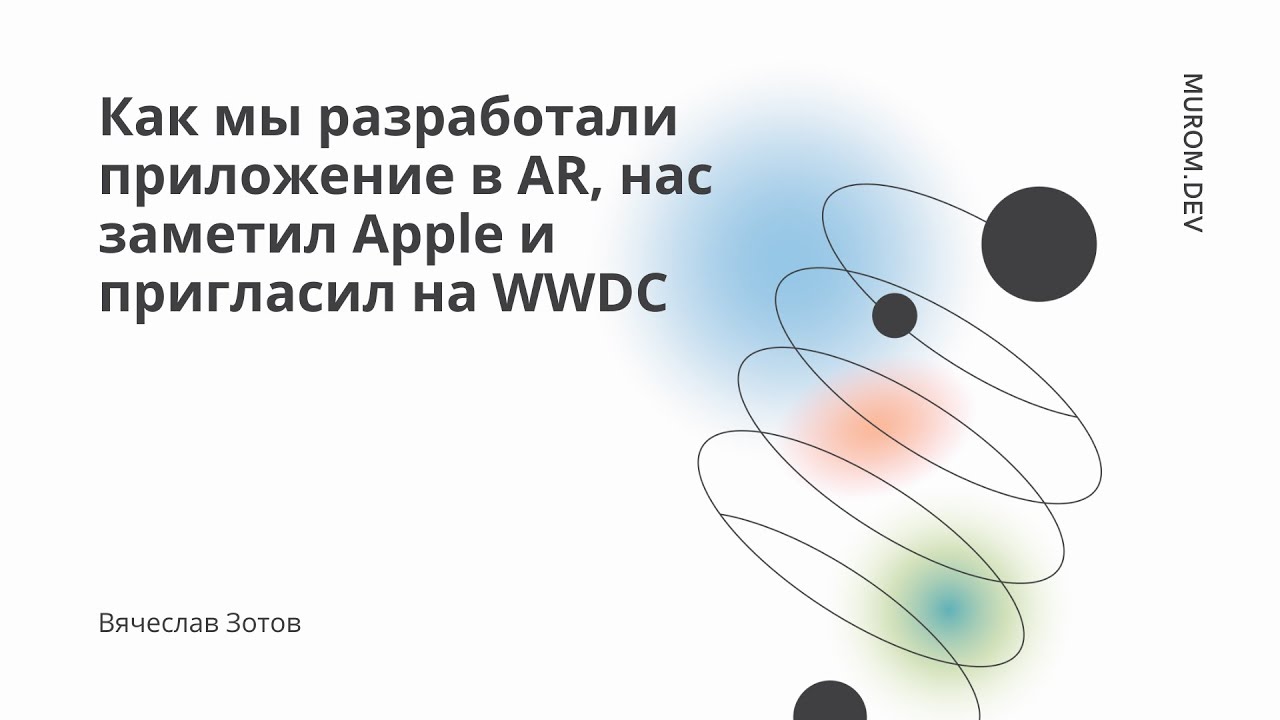 Как мы разработали
приложение в AR, нас
заметил Apple и
пригласил на WWDC
Вячеслав Зотов
MUROM.DEV